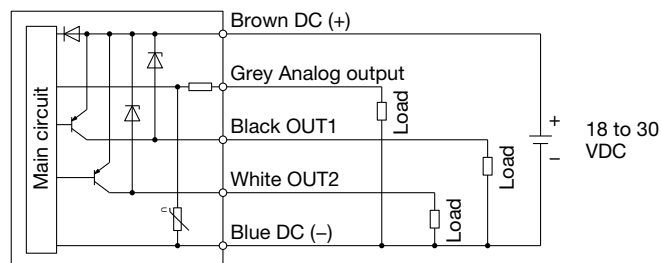 Main circuit
Brown DC (+)
Grey Analog output
Load
Black OUT1
Load
White OUT2
Load
Blue DC (−)
+
−
18 to 30
VDC